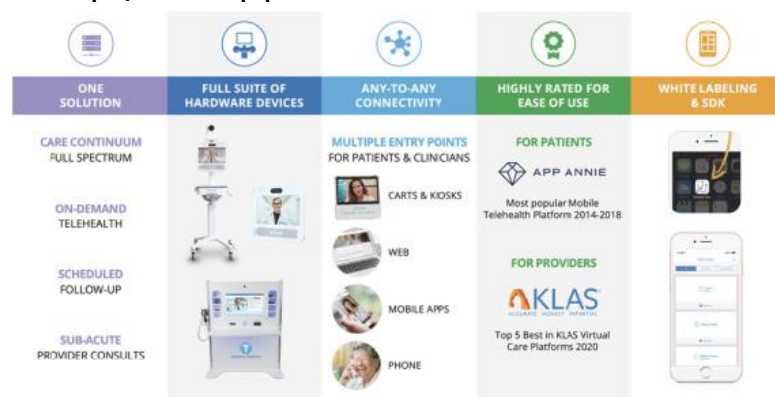 ONE
SOLUTION
FULL SUITE OF
HARDWARE DEVICES
ANY-TO-ANY
CONNECTIVITY
HIGHLY RATED FOR
EASE OF USE
WHITE LABELING
& SDK
CARE CONTINUUM
FULL SPECTRUM
ON-DEMAND
TELEHEALTH
SCHEDULED
FOLLOW-UP
SUB-ACUTE
PROVIDER CONSULTS
MULTIPLE ENTRY POINTS
FOR PATIENTS & CLINICIANS
CARTS & KIOSKS
WEB
MOBILE APPS
PHONE
FOR PATIENTS
APP ANNIE
Most popular Mobile
Telehealth Platform 2014-2018
FOR PROVIDERS
KLAS
ACCURATE HONEST IMPARTIAL
Top 5 Best in KLAS Virtual
Care Platforms 2020